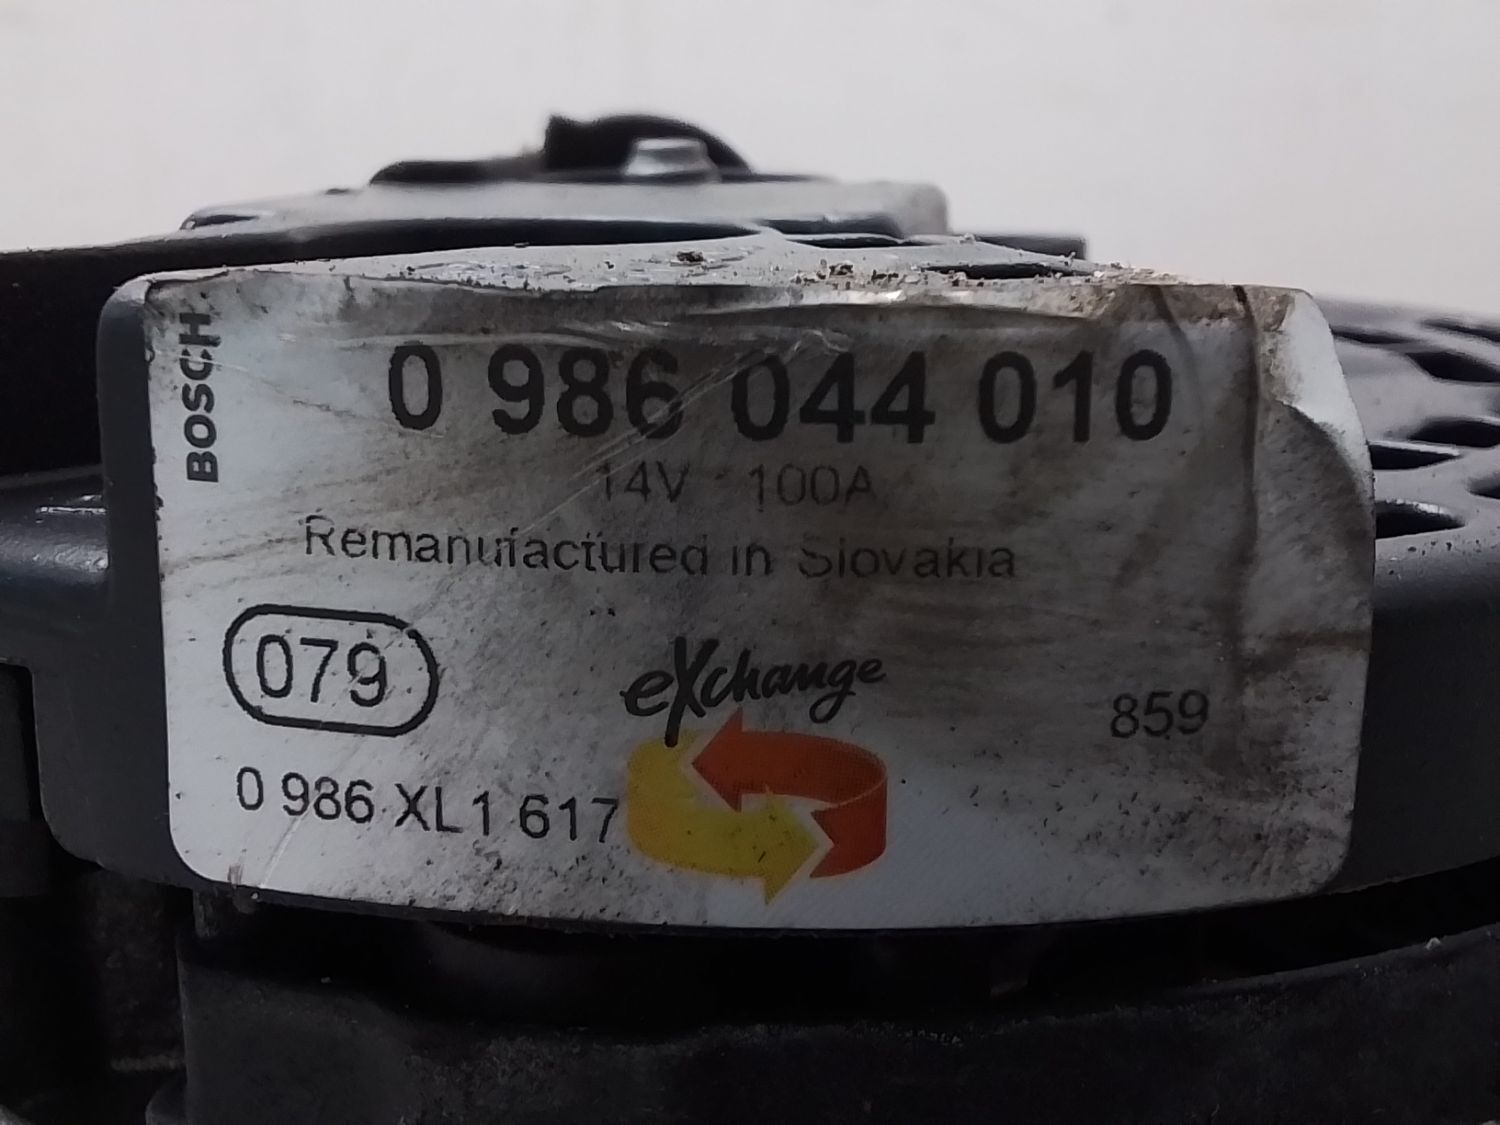 BOSCH
0 986 044 010
14V 100A
Remanufactured in Slovakia
079
eXchange
859
0 986 XL1 617